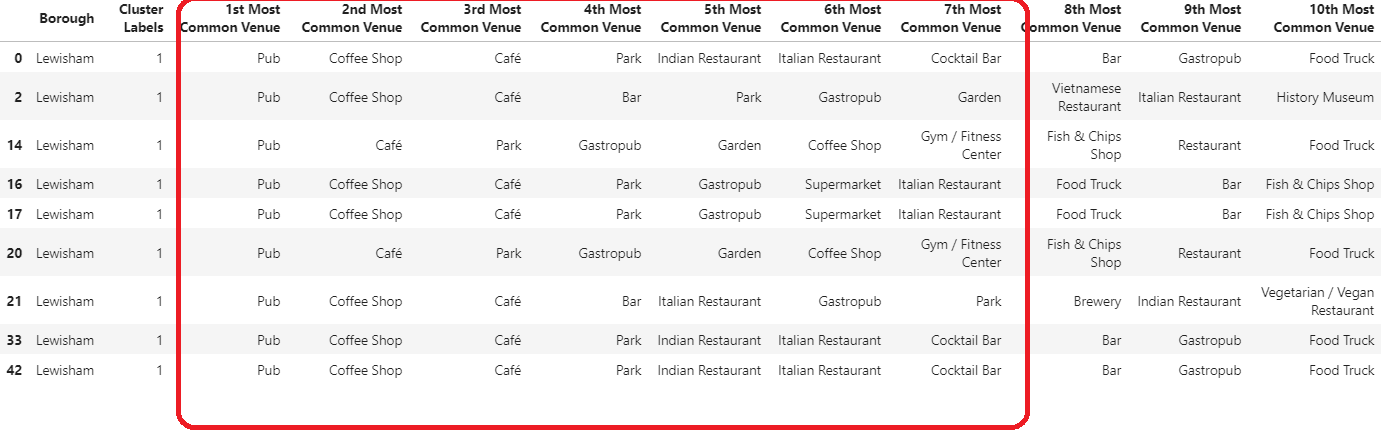 Borough Cluster Labels 1st Most Common Venue 2nd Most Common Venue 3rd Most Common Venue 4th Most Common Venue 5th Most Common Venue 6th Most Common Venue 7th Most Common Venue 8th Most Common Venue 9th Most Common Venue 10th Most Common Venue
0 Lewisham 1 Pub Coffee Shop Café Park Indian Restaurant Italian Restaurant Cocktail Bar Bar Gastropub Food Truck
2 Lewisham 1 Pub Coffee Shop Café Bar Park Gastropub Garden Vietnamese Restaurant Italian Restaurant History Museum
14 Lewisham 1 Pub Café Park Gastropub Garden Coffee Shop Gym / Fitness Center Fish & Chips Shop Restaurant Food Truck
16 Lewisham 1 Pub Coffee Shop Café Park Gastropub Supermarket Italian Restaurant Food Truck Bar Fish & Chips Shop
17 Lewisham 1 Pub Coffee Shop Café Park Gastropub Supermarket Italian Restaurant Food Truck Bar Fish & Chips Shop
20 Lewisham 1 Pub Café Park Gastropub Garden Coffee Shop Gym / Fitness Center Fish & Chips Shop Restaurant Food Truck
21 Lewisham 1 Pub Coffee Shop Café Bar Italian Restaurant Gastropub Park Brewery Indian Restaurant Vegetarian / Vegan Restaurant
33 Lewisham 1 Pub Coffee Shop Café Park Indian Restaurant Italian Restaurant Cocktail Bar Bar Gastropub Food Truck
42 Lewisham 1 Pub Coffee Shop Café Park Indian Restaurant Italian Restaurant Cocktail Bar Bar Gastropub Food Truck